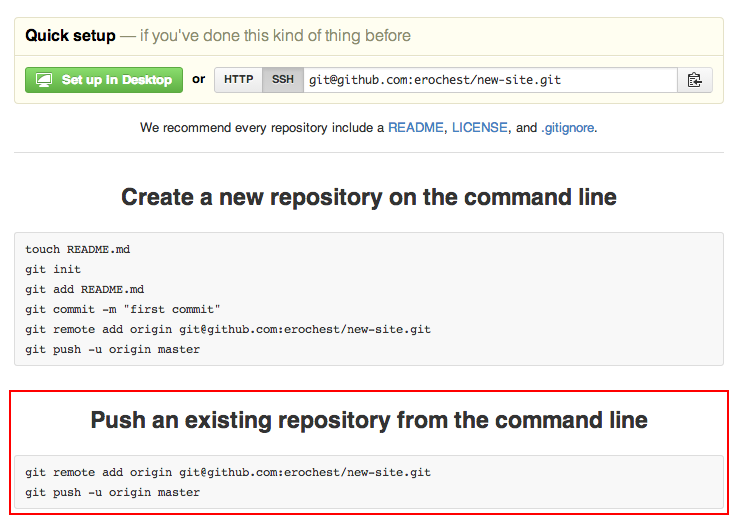 Quick setup — if you've done this kind of thing before
Set up in Desktop or HTTP SSH git@github.com:erochest/new-site.git
We recommend every repository include a README, LICENSE, and .gitignore.
Create a new repository on the command line
touch README.md
git init
git add README.md
git commit -m "first commit"
git remote add origin git@github.com:erochest/new-site.git
git push -u origin master
Push an existing repository from the command line
git remote add origin git@github.com:erochest/new-site.git
git push -u origin master